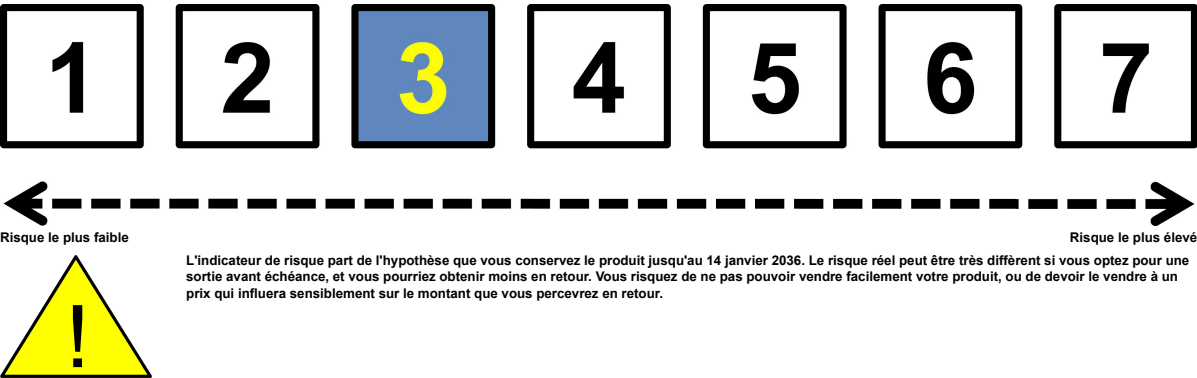 1 2 3 4 5 6 7
Risque le plus faible Risque le plus élevé
L'indicateur de risque part de l'hypothèse que vous conservez le produit jusqu'au 14 janvier 2036. Le risque réel peut être très diffèrent si vous optez pour une
sortie avant échéance, et vous pourriez obtenir moins en retour. Vous risquez de ne pas pouvoir vendre facilement votre produit, ou de devoir le vendre à un
prix qui influera sensiblement sur le montant que vous percevrez en retour.
!